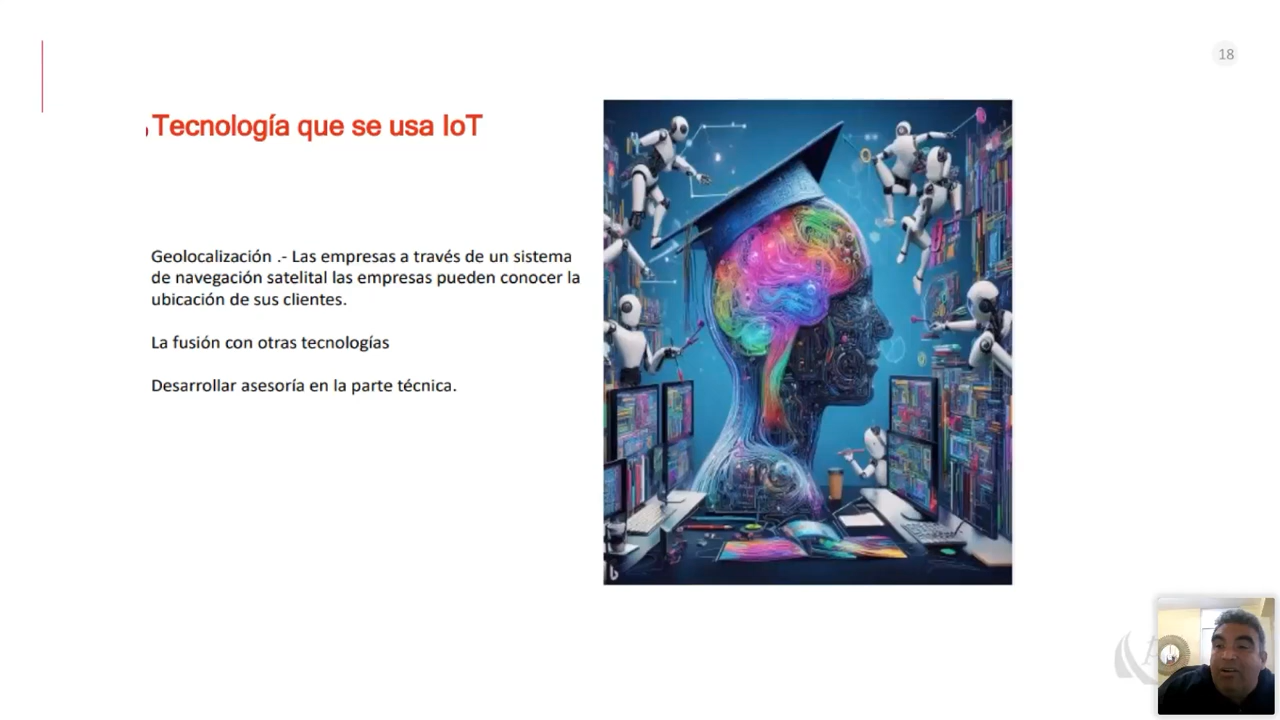 18
Tecnología que se usa IoT
Geolocalización .- Las empresas a través de un sistema
de navegación satelital las empresas pueden conocer la
ubicación de sus clientes.
La fusión con otras tecnologías
Desarrollar asesoría en la parte técnica.